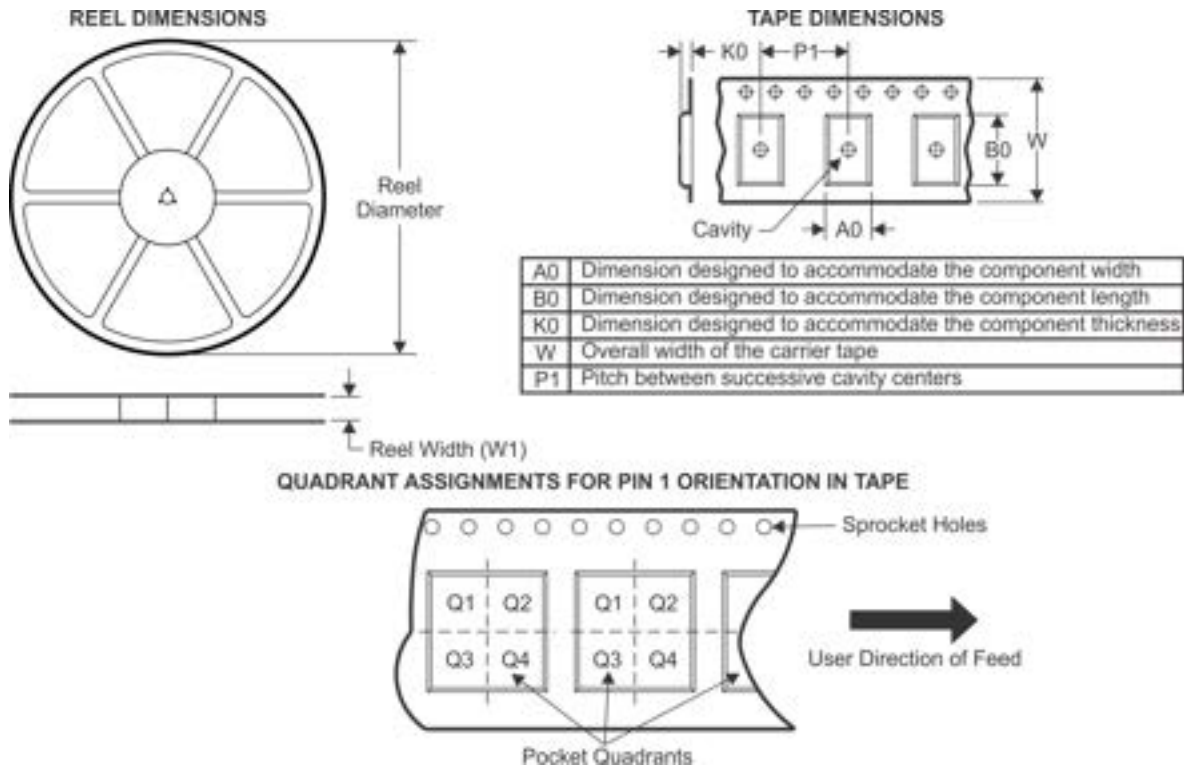 REEL DIMENSIONS
Reel
Diameter
Reel Width (W1)
TAPE DIMENSIONS
K0
P1
B0
W
Cavity
A0
A0 Dimension designed to accommodate the component width
B0 Dimension designed to accommodate the component length
K0 Dimension designed to accommodate the component thickness
W Overall width of the carrier tape
P1 Pitch between successive cavity centers
QUADRANT ASSIGNMENTS FOR PIN 1 ORIENTATION IN TAPE
Sprocket Holes
Q1 Q2 Q1 Q2
Q3 Q4 Q3 Q4
User Direction of Feed
Pocket Quadrants